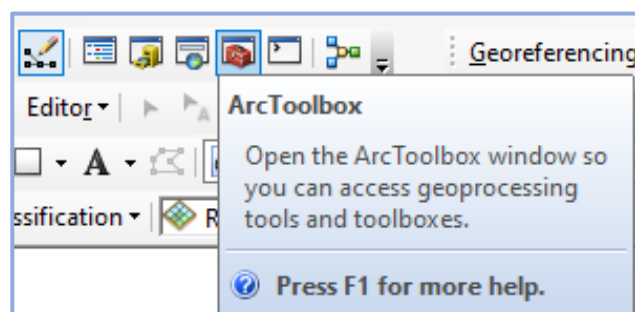 Georeferencing
Editor
ArcToolbox
Open the ArcToolbox window so
you can access geoprocessing
tools and toolboxes.
A
ssification
R
Press F1 for more help.